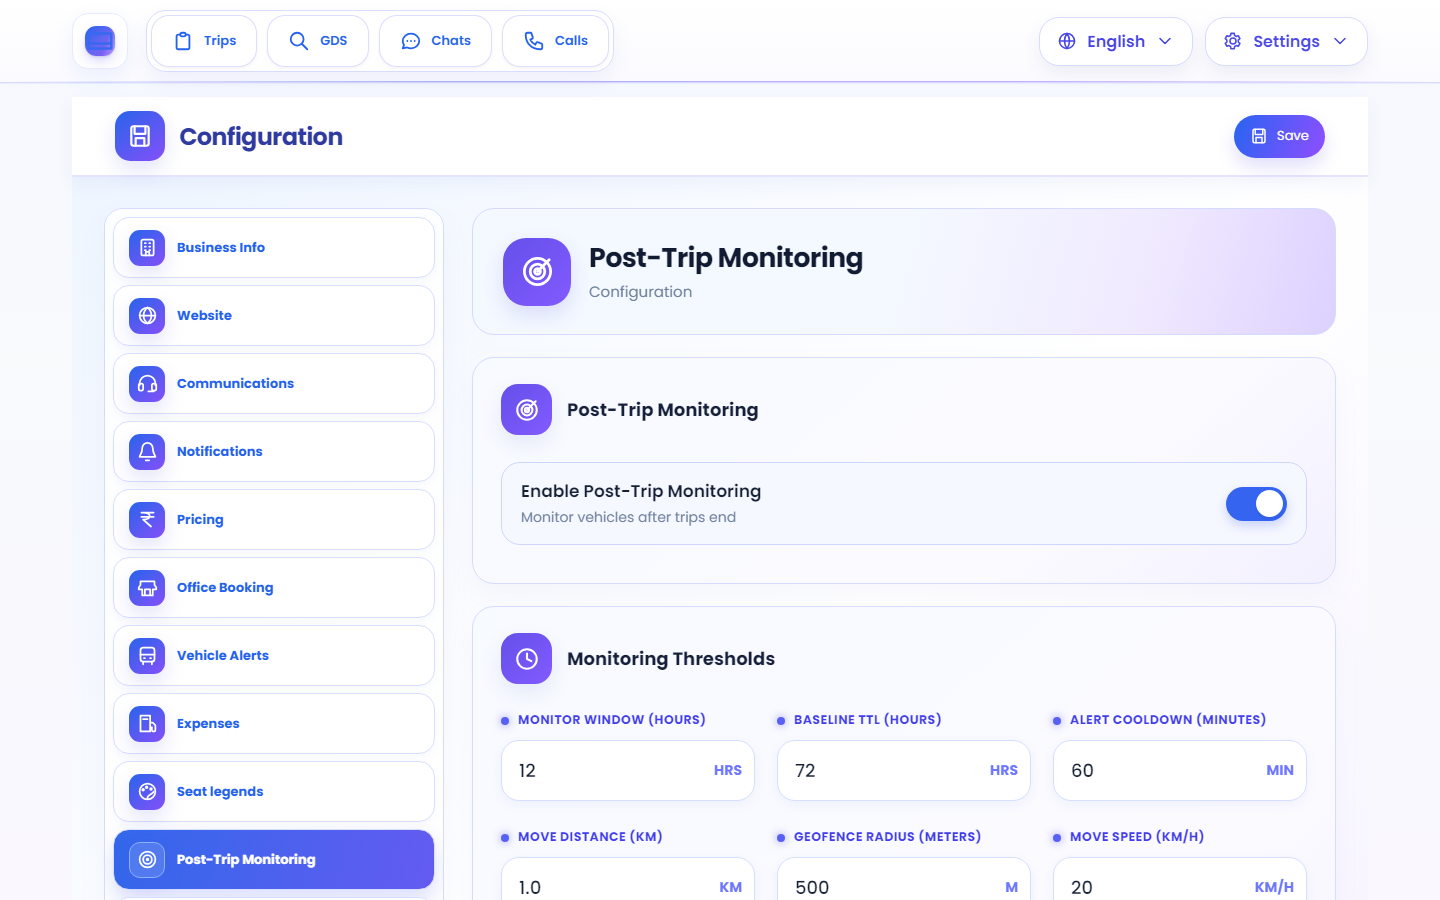 Trips
GDS
Chats
Calls
English
Settings
Configuration
Save
Business Info
Website
Communications
Notifications
Pricing
Office Booking
Vehicle Alerts
Expenses
Seat legends
Post-Trip Monitoring
Post-Trip Monitoring
Configuration
Post-Trip Monitoring
Enable Post-Trip Monitoring
Monitor vehicles after trips end
Monitoring Thresholds
MONITOR WINDOW (HOURS)
12 HRS
BASELINE TTL (HOURS)
72 HRS
ALERT COOLDOWN (MINUTES)
60 MIN
MOVE DISTANCE (KM)
1.0 KM
GEOFENCE RADIUS (METERS)
500 M
MOVE SPEED (KM/H)
20 KM/H